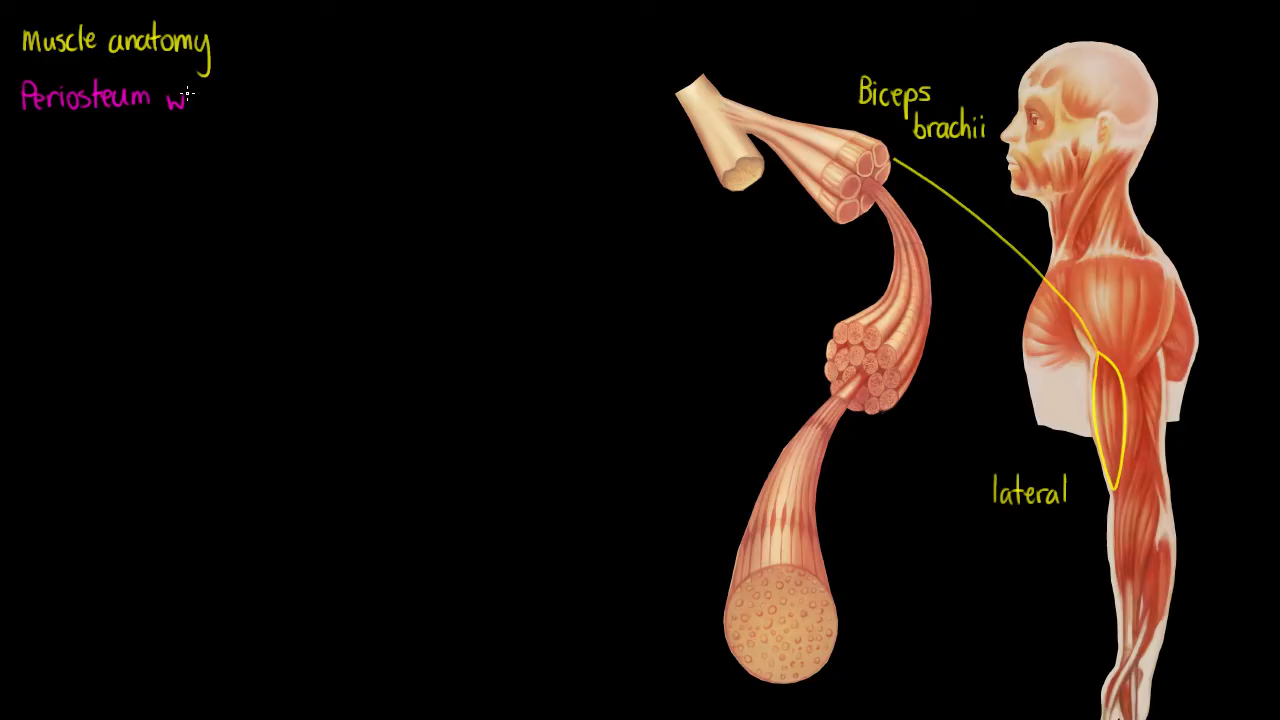 Muscle anatomy
Periosteum w
Biceps
brachii
lateral